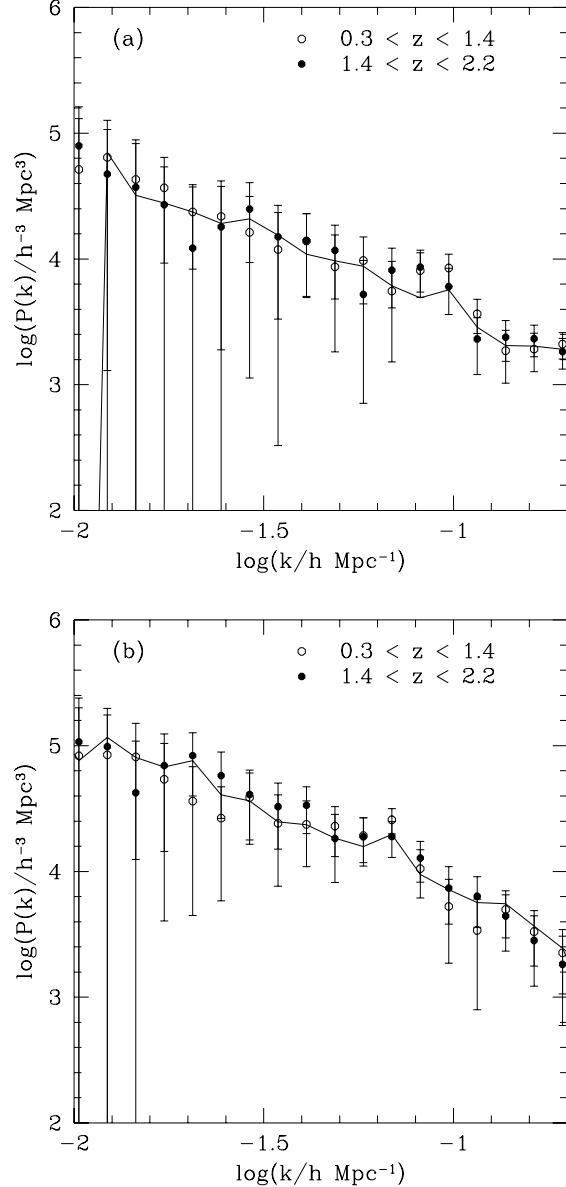 6
(a)
0.3 < z < 1.4
1.4 < z < 2.2
5
4
3
2
log(P(k)/h⁻³ Mpc³)
−2
−1.5
−1
log(k/h Mpc⁻¹)
6
(b)
0.3 < z < 1.4
1.4 < z < 2.2
5
4
3
2
log(P(k)/h⁻³ Mpc³)
−2
−1.5
−1
log(k/h Mpc⁻¹)